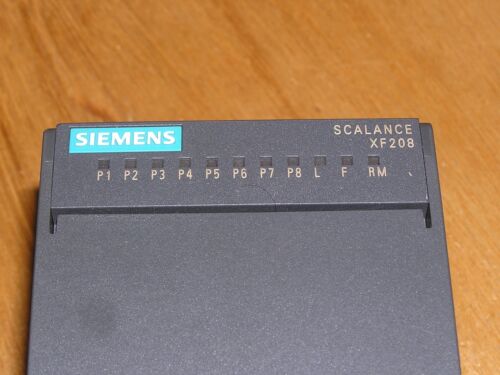 SIEMENS
SCALANCE
XF208
P1 P2 P3 P4 P5 P6 P7 P8 L F RM